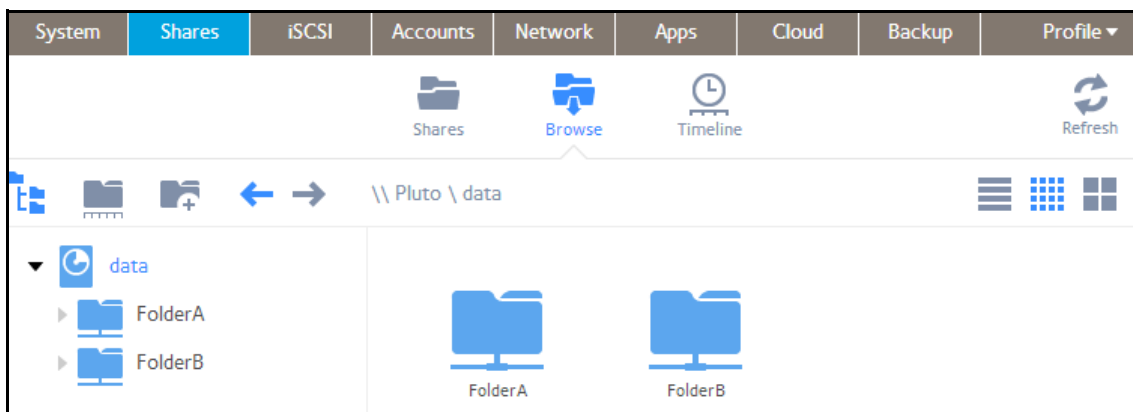 System Shares iSCSI Accounts Network Apps Cloud Backup Profile
Shares Browse Timeline Refresh
\\ Pluto \ data
data
FolderA
FolderB
FolderA FolderB